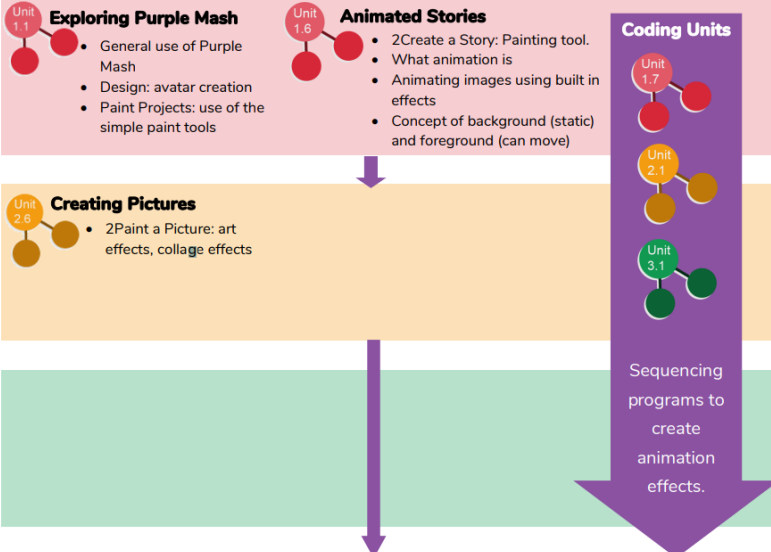 Unit
1.1
Exploring Purple Mash
• General use of Purple
Mash
• Design: avatar creation
• Paint Projects: use of the
simple paint tools
Unit
1.6
Animated Stories
• 2Create a Story: Painting tool.
• What animation is
• Animating images using built in
effects
• Concept of background (static)
and foreground (can move)
Unit
2.6
Creating Pictures
• 2Paint a Picture: art
effects, collage effects
Coding Units
Unit
1.7
Unit
2.1
Unit
3.1
Sequencing
programs to
create
animation
effects.